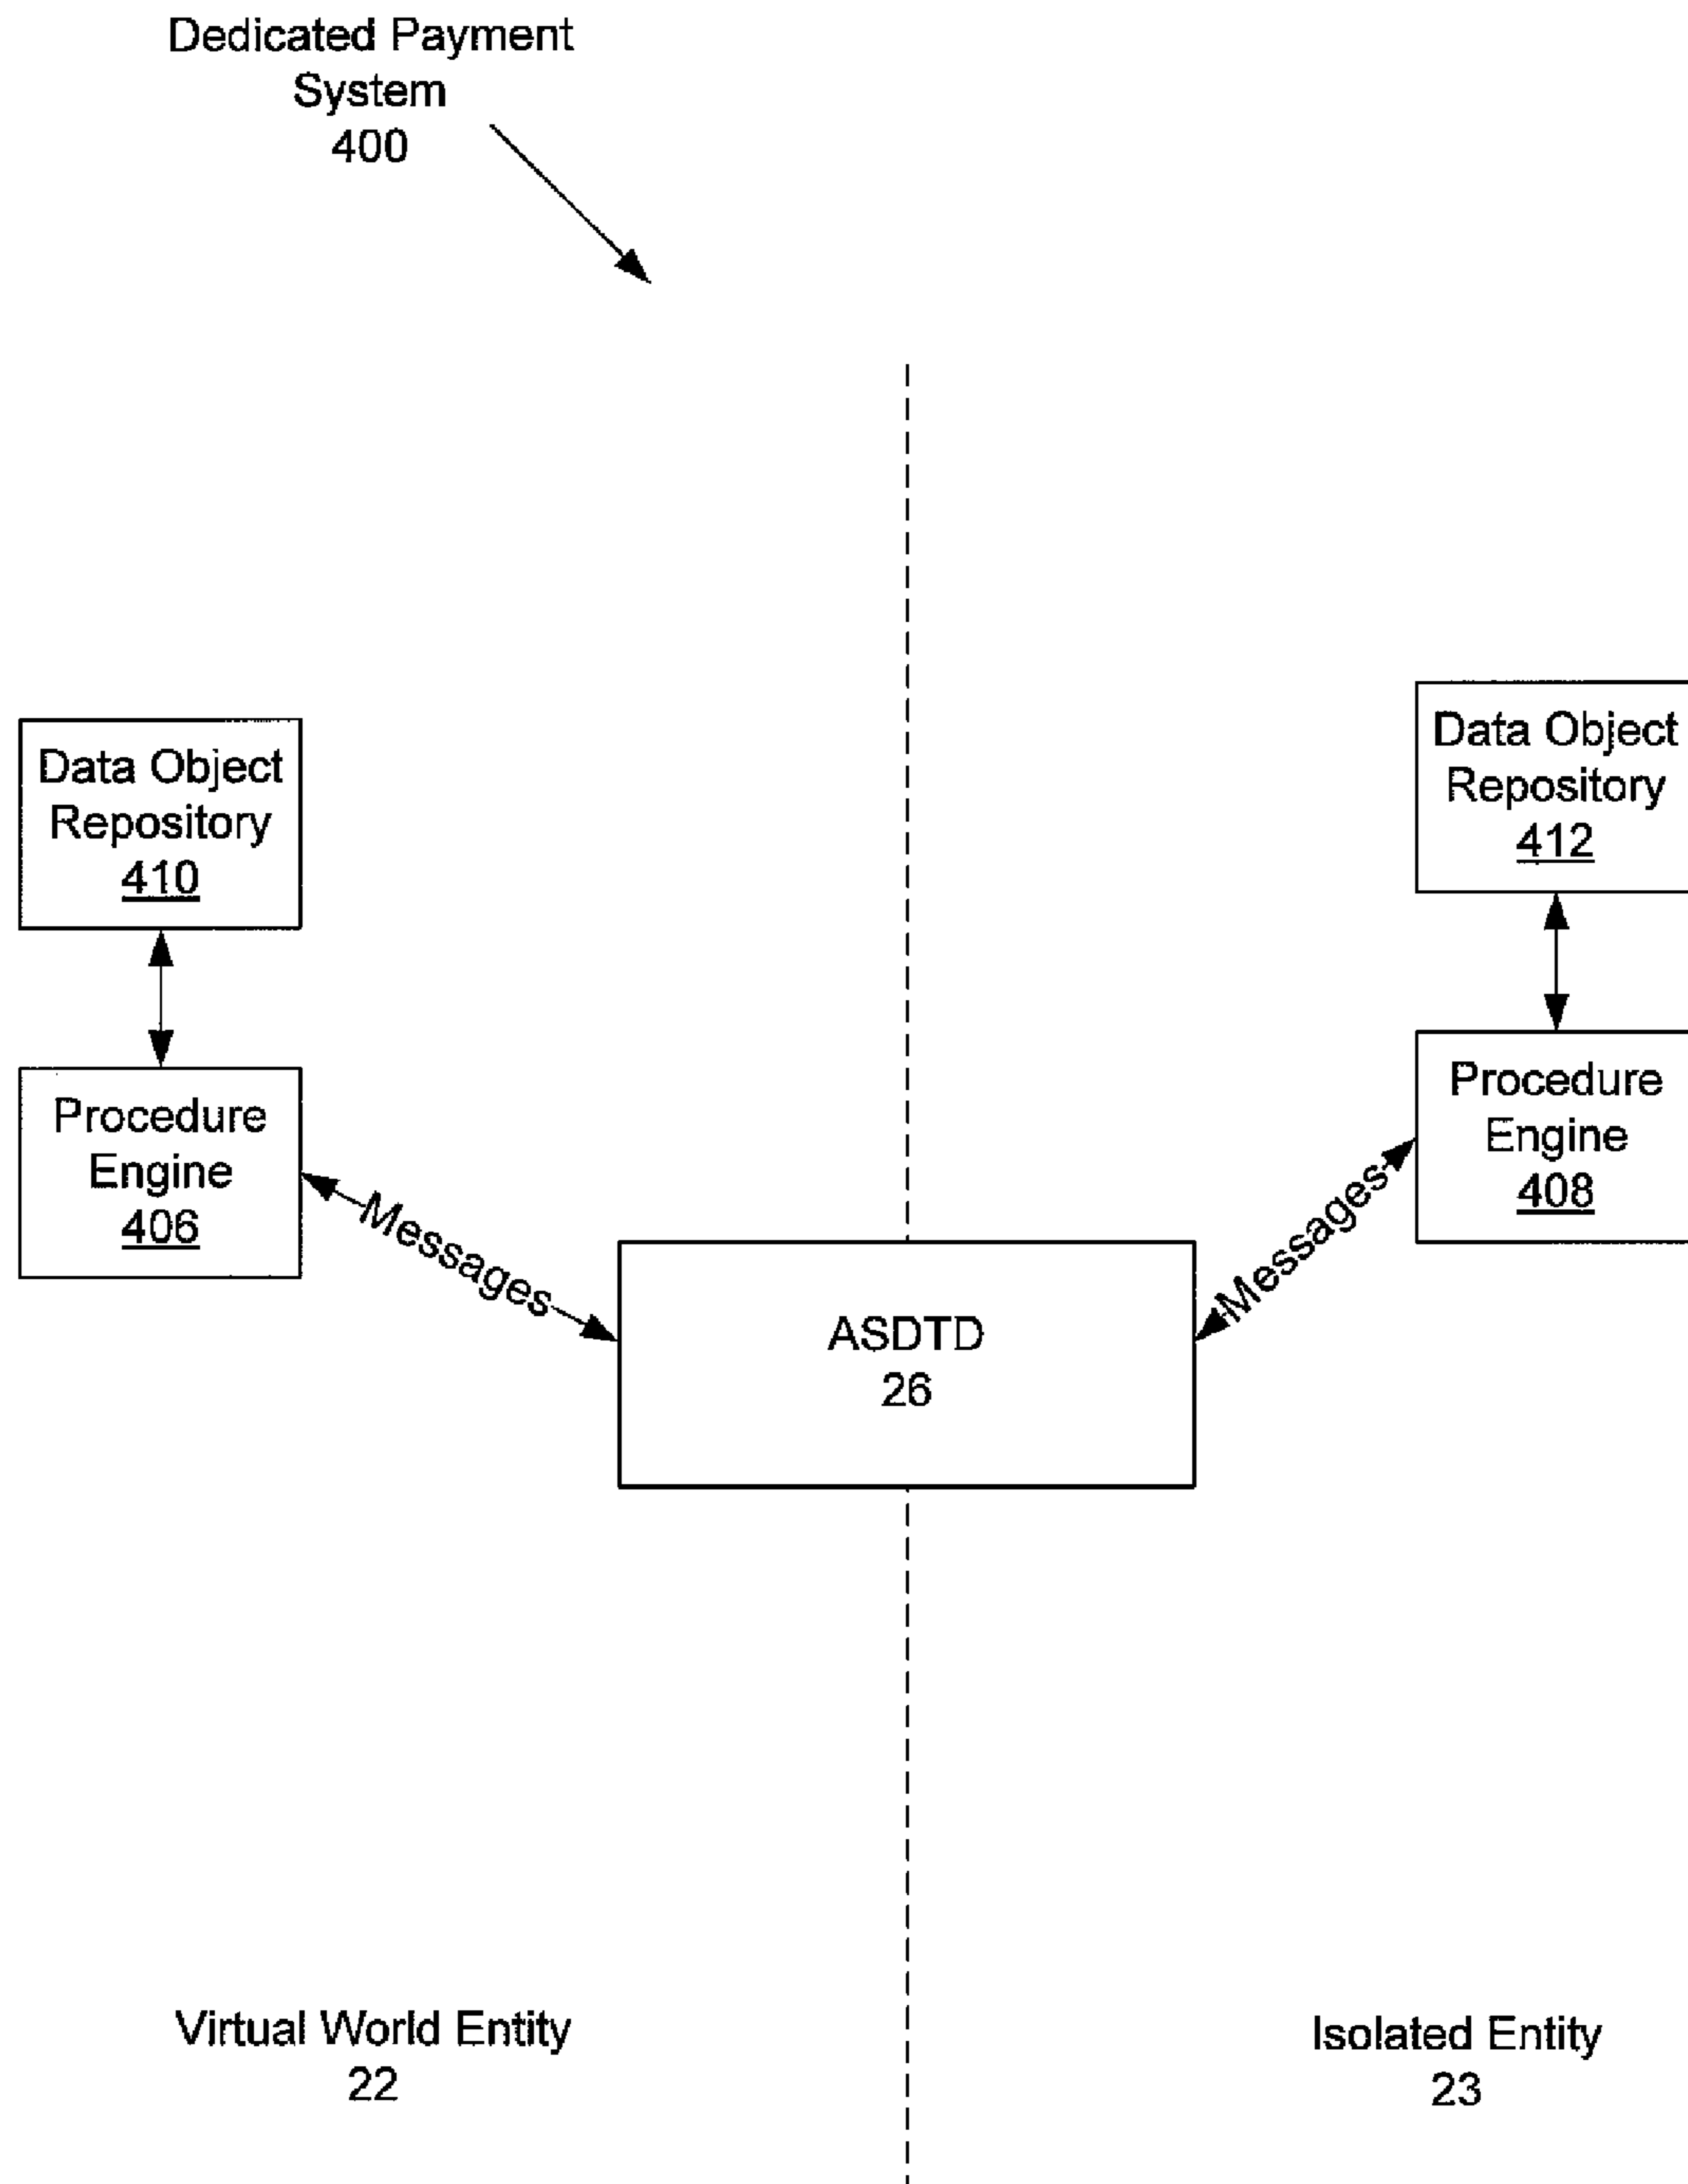 Dedicated Payment
System
400
Data Object
Repository
410
Data Object
Repository
412
Procedure
Engine
406
Procedure
Engine
408
Messages
Messages
ASDTD
26
Virtual World Entity
22
Isolated Entity
23